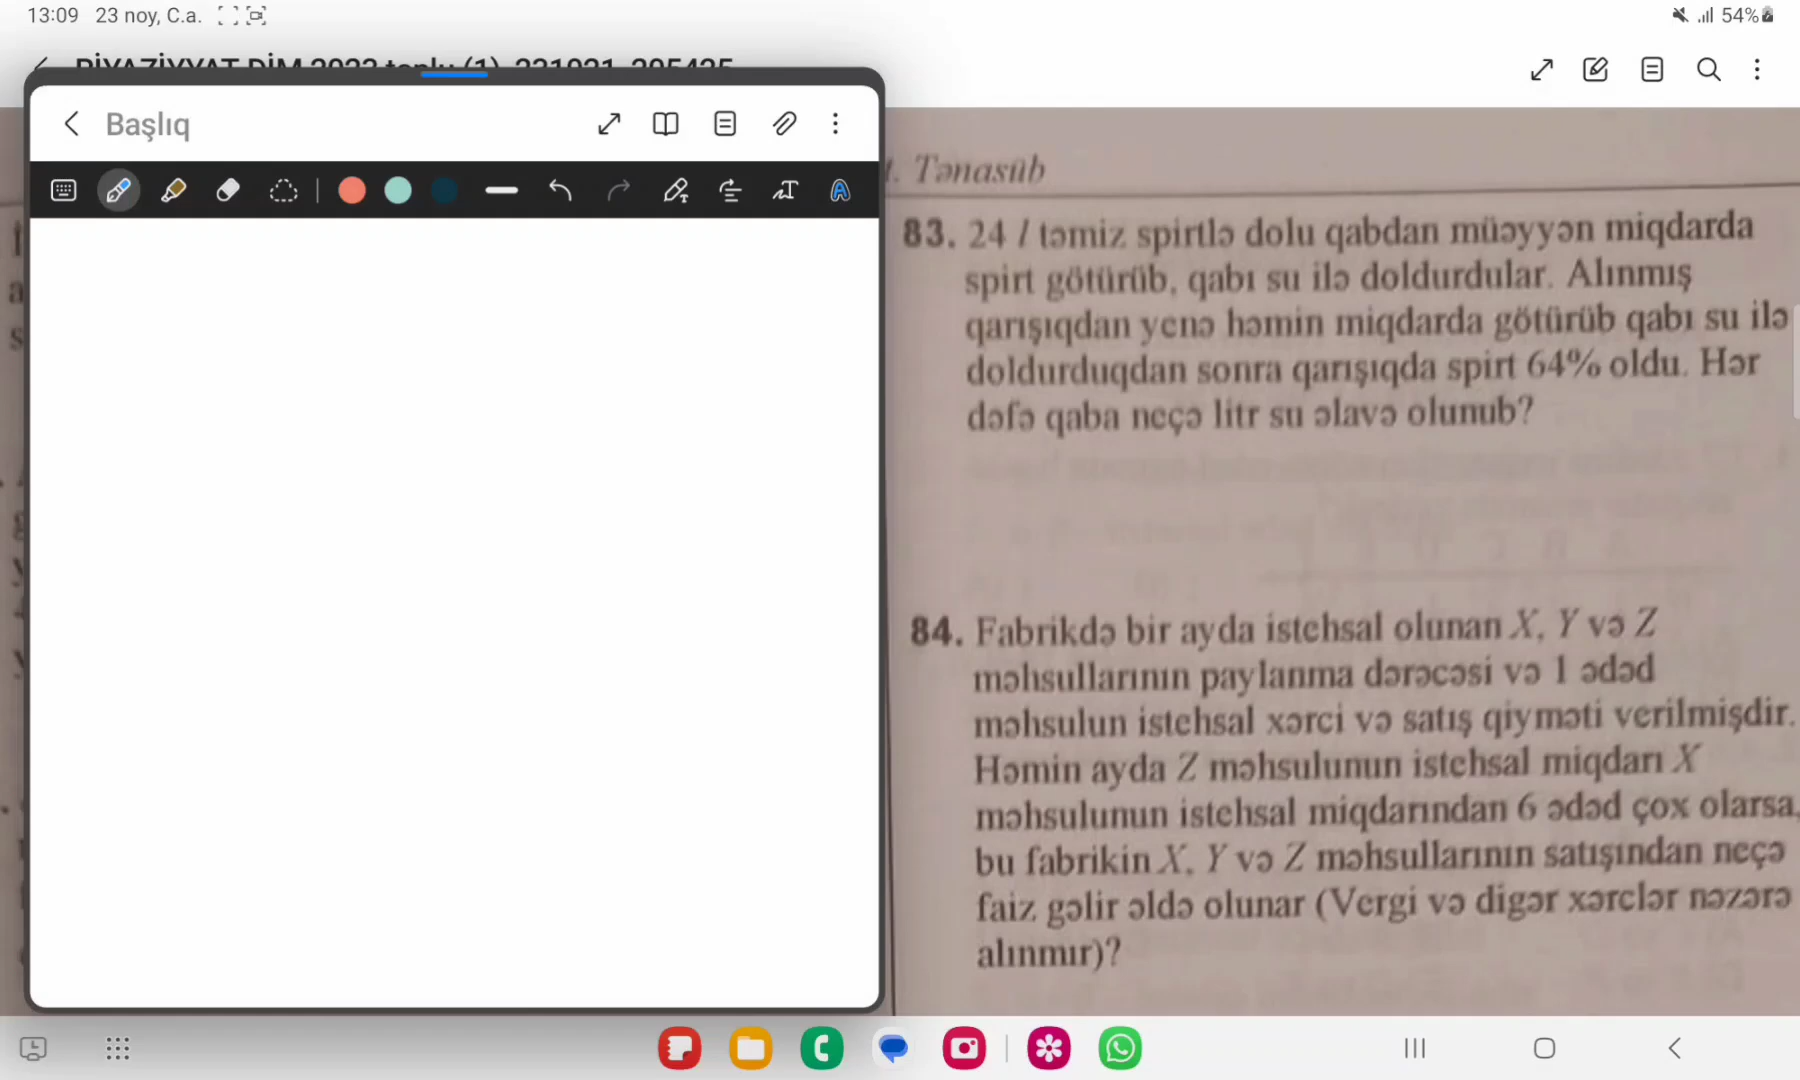 13:09 23 noy, C.a. 54%
Başlıq
t. Tənasüb
83. 24 l təmiz spirtlə dolu qabdan müəyyən miqdarda
spirt götürüb, qabı su ilə doldurdular. Alınmış
qarışıqdan yenə həmin miqdarda götürüb qabı su ilə
doldurduqdan sonra qarışıqda spirt 64% oldu. Hər
dəfə qaba neçə litr su əlavə olunub?
84. Fabrikdə bir ayda istehsal olunan X, Y və Z
məhsullarının paylanma dərəcəsi və 1 ədəd
məhsulun istehsal xərci və satış qiyməti verilmişdir.
Həmin ayda Z məhsulunun istehsal miqdarı X
məhsulunun istehsal miqdarından 6 ədəd çox olarsa,
bu fabrikin X, Y və Z məhsullarının satışından neçə
faiz gəlir əldə olunar (Vergi və digər xərclər nəzərə
alınmır)?